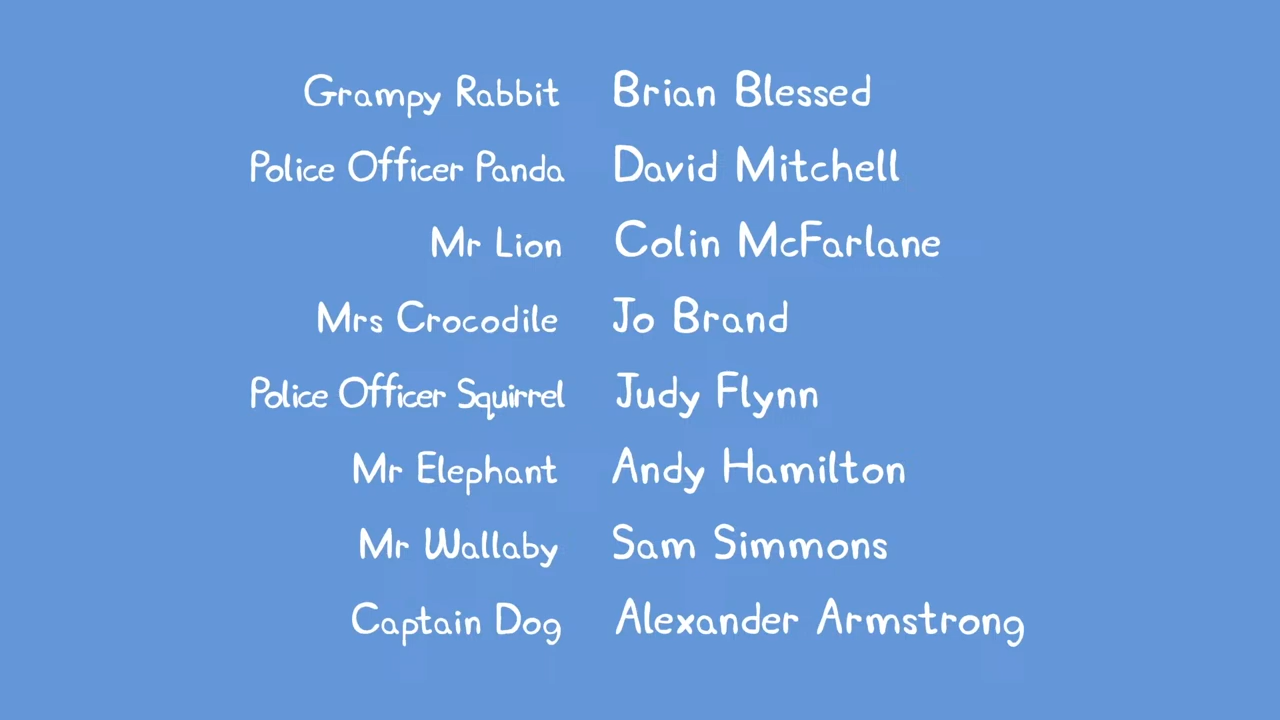 Grampy Rabbit Brian Blessed
Police Officer Panda David Mitchell
Mr Lion Colin McFarlane
Mrs Crocodile Jo Brand
Police Officer Squirrel Judy Flynn
Mr Elephant Andy Hamilton
Mr Wallaby Sam Simmons
Captain Dog Alexander Armstrong